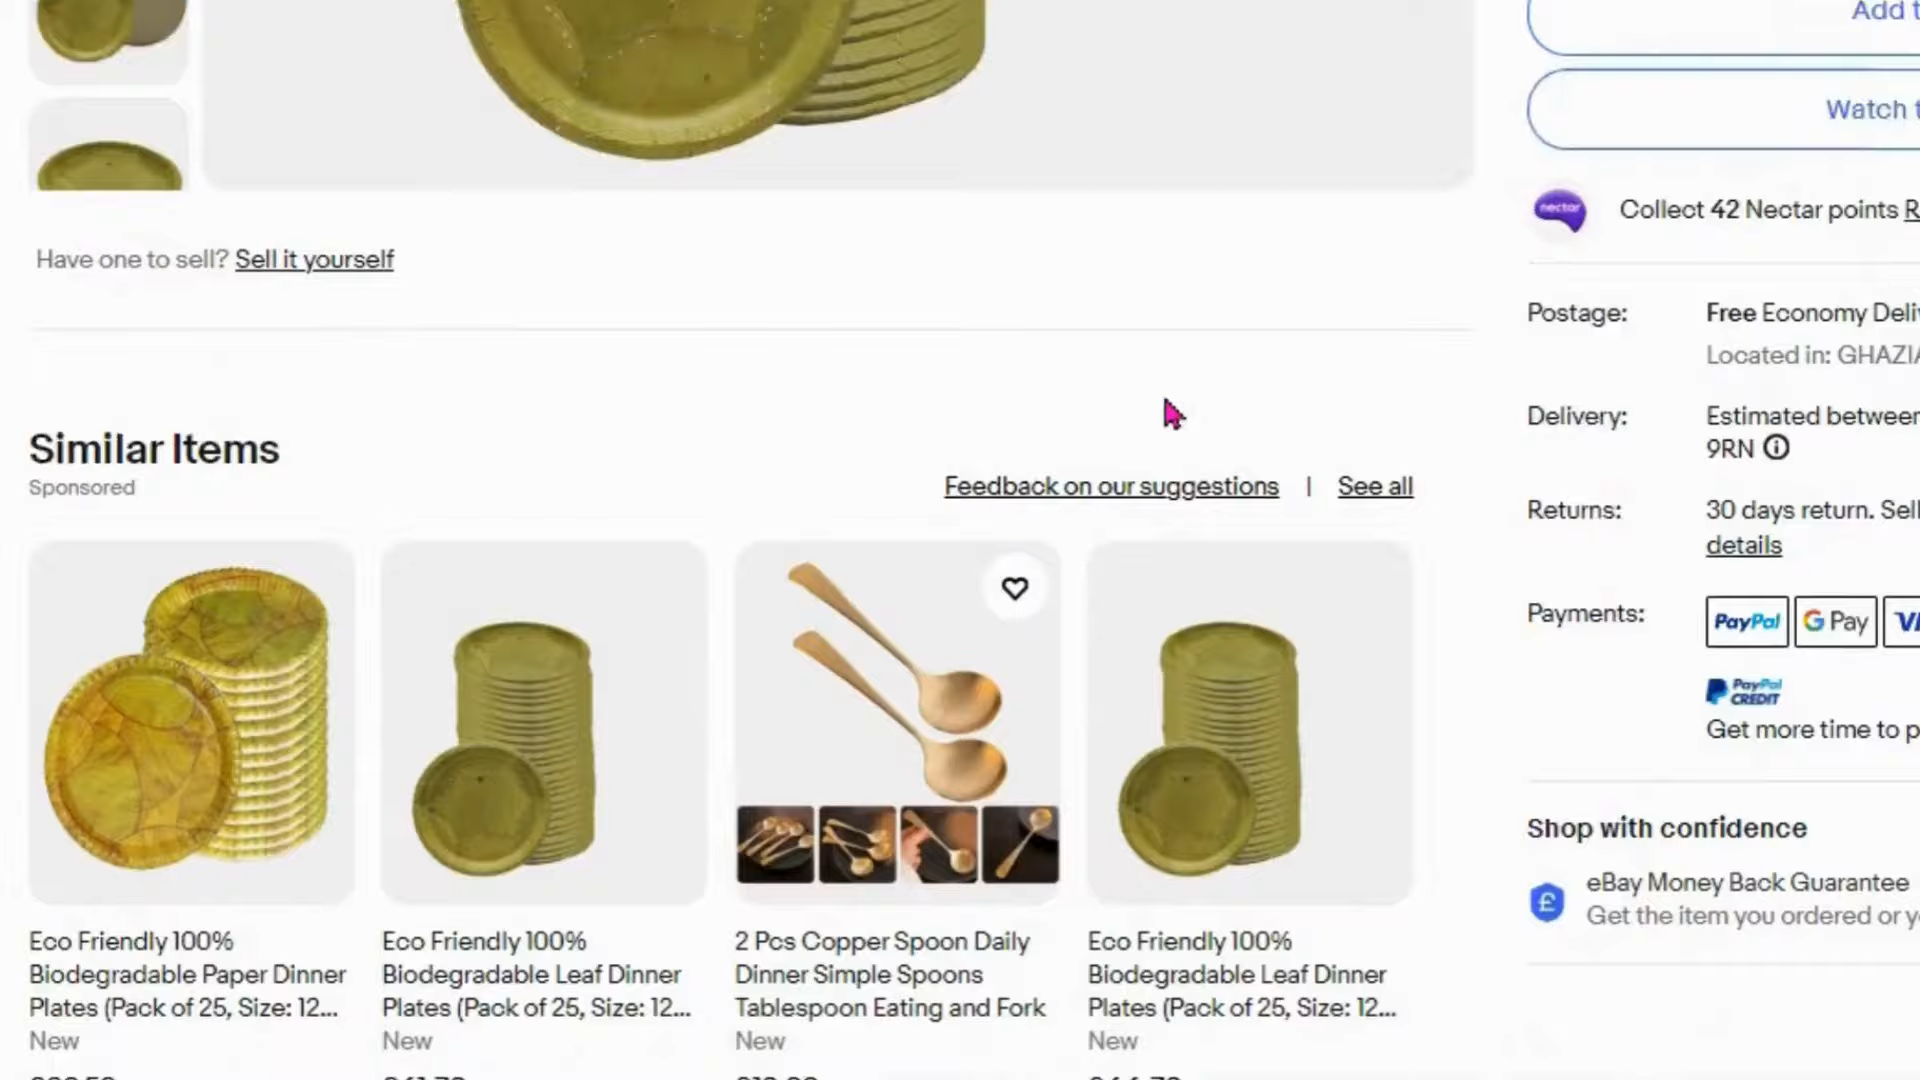 Add
Watch
nectar
Collect 42 Nectar points
Have one to sell? Sell it yourself
Postage:
Free Economy
Located in:
Delivery:
Estimated between
9RN
Returns:
30 days return.
details
Payments:
PayPal
G Pay
PayPal
CREDIT
Get more time to
Similar Items
Sponsored
Feedback on our suggestions | See all
Eco Friendly 100%
Biodegradable Paper Dinner
Plates (Pack of 25, Size: 12...
New
Eco Friendly 100%
Biodegradable Leaf Dinner
Plates (Pack of 25, Size: 12...
New
2 Pcs Copper Spoon Daily
Dinner Simple Spoons
Tablespoon Eating and Fork
New
Eco Friendly 100%
Biodegradable Leaf Dinner
Plates (Pack of 25, Size: 12...
New
Shop with confidence
£
eBay Money Back Guarantee
Get the item you ordered or